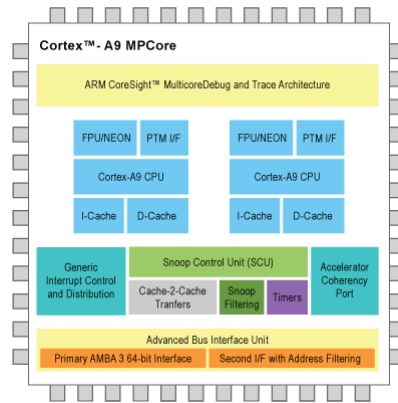 Cortex™- A9 MPCore
ARM CoreSight™ MulticoreDebug and Trace Architecture
FPU/NEON PTM I/F FPU/NEON PTM I/F
Cortex-A9 CPU Cortex-A9 CPU
I-Cache D-Cache I-Cache D-Cache
Generic
Interrupt Control
and Distribution
Snoop Control Unit (SCU)
Cache-2-Cache
Tranfers
Snoop
Filtering
Timers
Accelerator
Coherency
Port
Advanced Bus Interface Unit
Primary AMBA 3 64-bit Interface Second I/F with Address Filtering